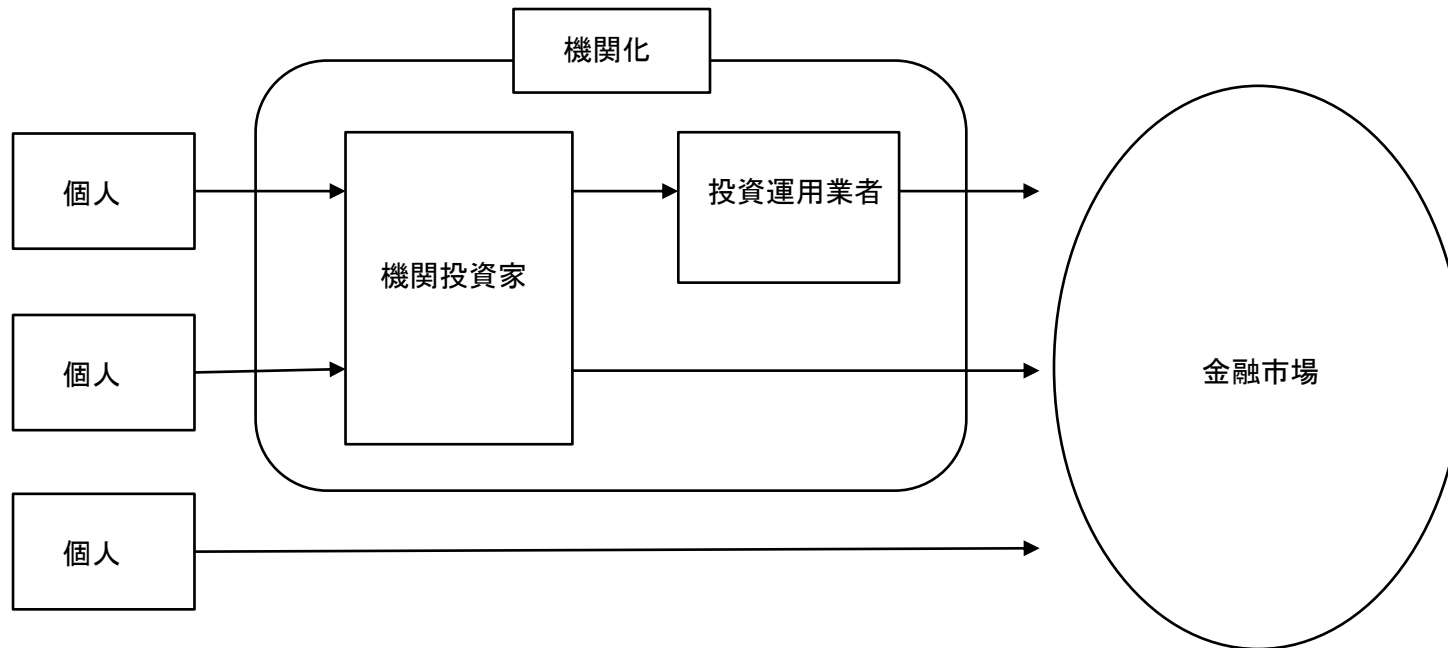 機関化
個人
投資運用業者
機関投資家
個人
金融市場
個人